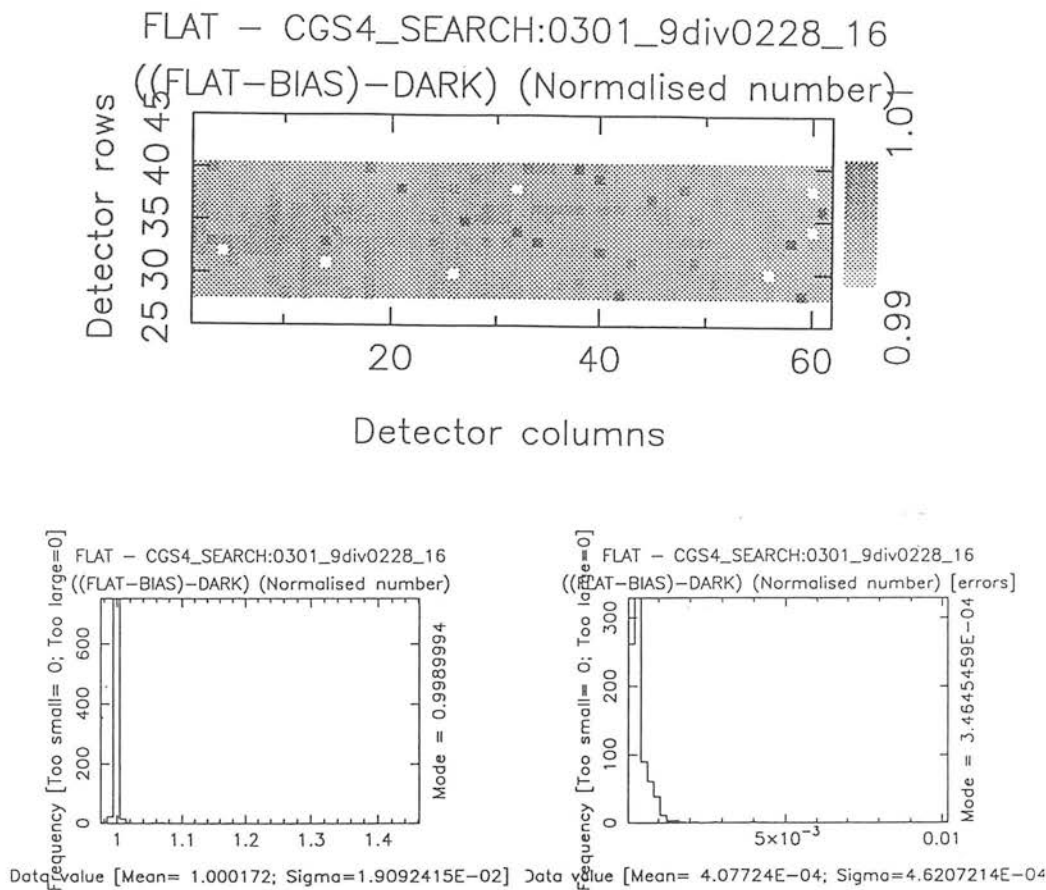 FLAT – CGS4_SEARCH:0301_9div0228_16
((FLAT–BIAS)–DARK) (Normalised number)
Detector rows
45
40
35
30
25
20
40
60
1.01
0.99
Detector columns
FLAT – CGS4_SEARCH:0301_9div0228_16
((FLAT–BIAS)–DARK) (Normalised number)
Frequency [Too small= 0; Too large=0]
600
400
200
0
1
1.1
1.2
1.3
1.4
Mode = 0.9989994
Data value [Mean= 1.000172; Sigma=1.9092415E–02]
FLAT – CGS4_SEARCH:0301_9div0228_16
((FLAT–BIAS)–DARK) (Normalised number) [errors]
Frequency [Too small= 0; Too large=0]
300
200
100
0
5×10⁻³
0.01
Mode = 3.4645459E–04
Data value [Mean= 4.07724E–04; Sigma=4.6207214E–04